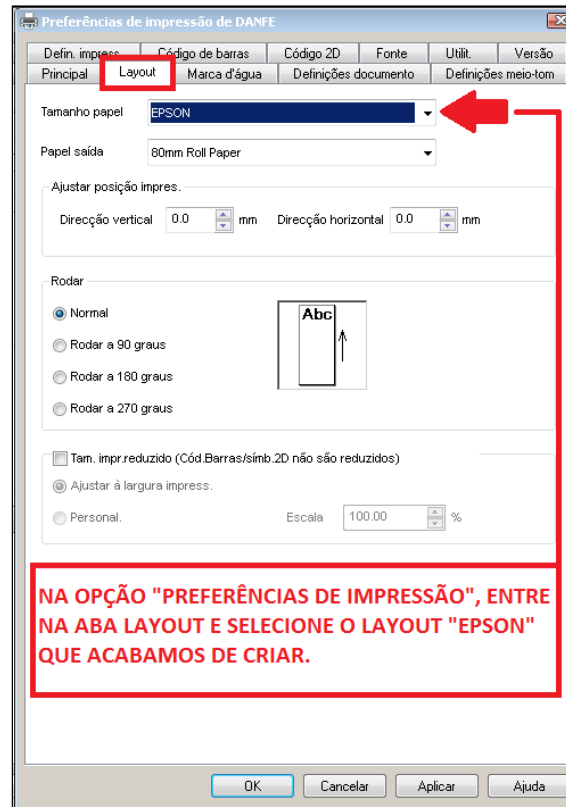 Preferências de impressão de DANFE
Defin. impress. Código de barras Código 2D Fonte Utilit. Versão
Principal Layout Marca d'água Definições documento Definições meio-tom
Tamanho papel EPSON
Papel saída 80mm Roll Paper
Ajustar posição impres.
Direcção vertical 0.0 mm Direcção horizontal 0.0 mm
Rodar
Normal
Abc
Rodar a 90 graus
Rodar a 180 graus
Rodar a 270 graus
Tam. impr.reduzido (Cód.Barras/símb.2D não são reduzidos)
Ajustar à largura impress.
Personal. Escala 100.00 %
NA OPÇÃO "PREFERÊNCIAS DE IMPRESSÃO", ENTRE
NA ABA LAYOUT E SELECIONE O LAYOUT "EPSON"
QUE ACABAMOS DE CRIAR.
OK Cancelar Aplicar Ajuda